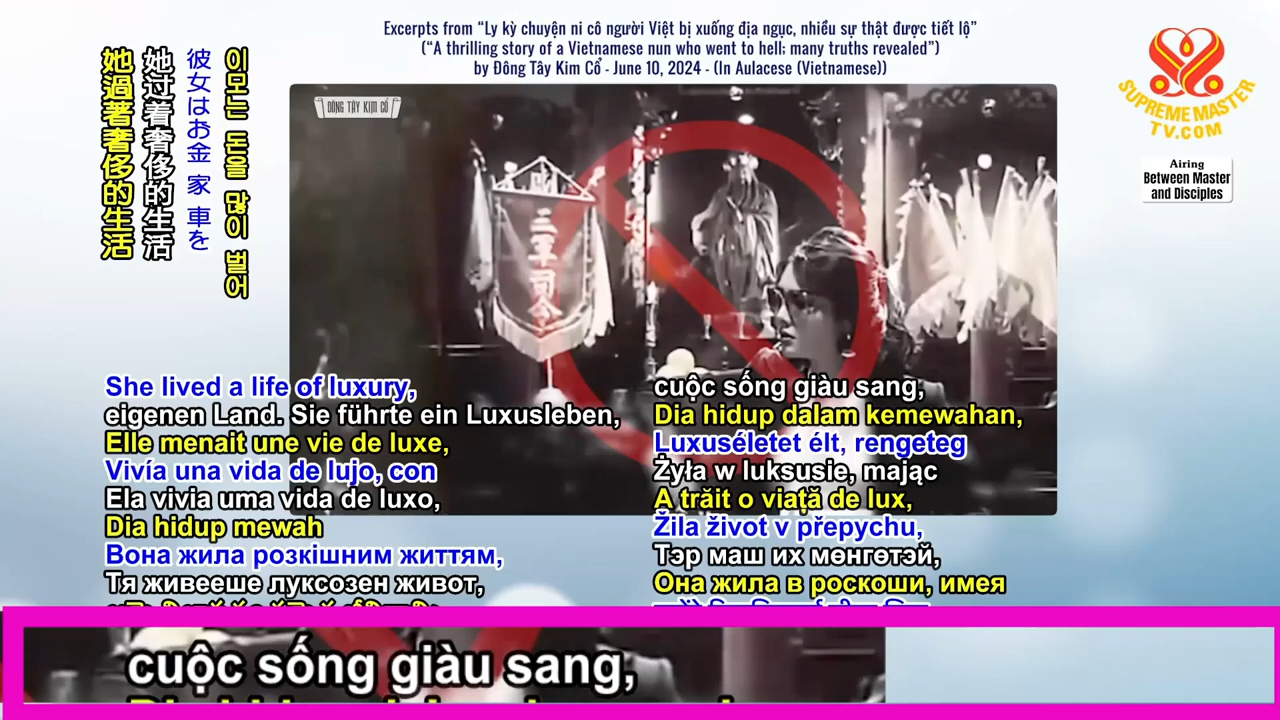 Excerpts from “Ly kỳ chuyện ni cô người Việt bị xuống địa ngục, nhiều sự thật được tiết lộ”
(“A thrilling story of a Vietnamese nun who went to hell; many truths revealed”)
by Đông Tây Kim Cổ - June 10, 2024 - (In Aulacese (Vietnamese))
SUPREME MASTER
TV.COM
Airing
Between Master
and Disciples
ĐÔNG TÂY KIM CỔ
她過著奢侈的生活
她过着奢侈的生活
彼女はお金 家 車を
이모는 돈을 많이 벌어
三軍司令
She lived a life of luxury,
eigenen Land. Sie führte ein Luxusleben,
Elle menait une vie de luxe,
Vivía una vida de lujo, con
Ela vivia uma vida de luxo,
Dia hidup mewah
Вона жила розкішним життям,
Тя живееше луксозен живот,
cuộc sống giàu sang,
Dia hidup dalam kemewahan,
Luxuséletet élt, rengeteg
Żyła w luksusie, mając
A trăit o viață de lux,
Žila život v přepychu,
Тэр маш их мөнгөтэй,
Она жила в роскоши, имея
cuộc sống giàu sang,